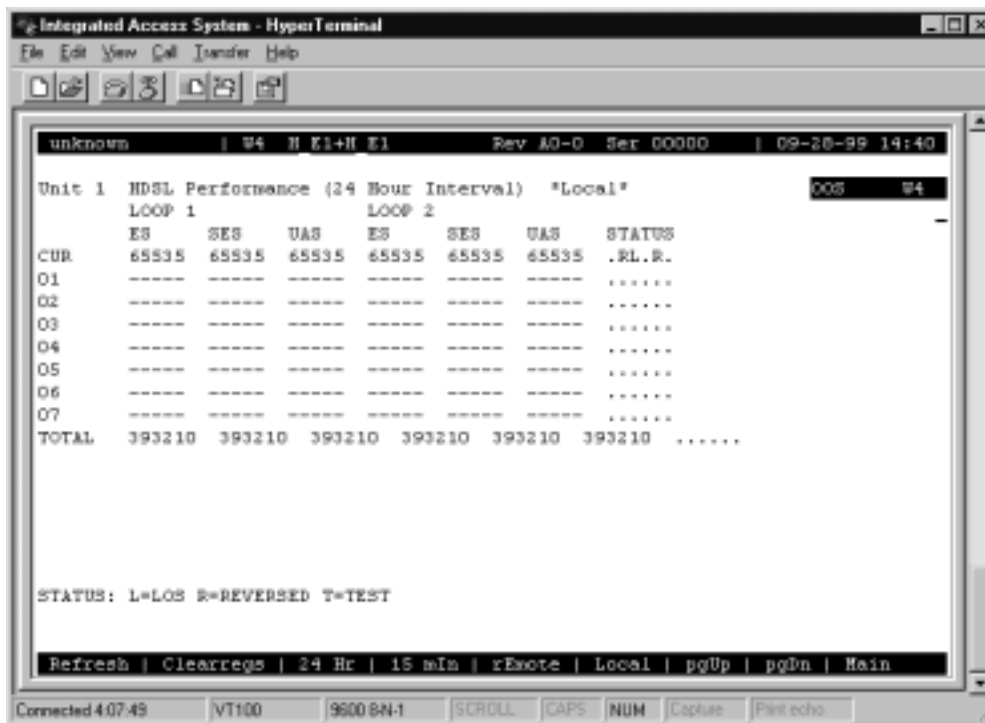 Integrated Access System - HyperTerminal
File Edit View Call Transfer Help
unknown | W4 H E1+H E1 Rev A0-0 Ser 00000 | 09-28-99 14:40
Unit 1 HDSL Performance (24 Hour Interval) *Local* OOS W4
LOOP 1 LOOP 2
ES SES UAS ES SES UAS STATUS
CUR 65535 65535 65535 65535 65535 65535 .RL.R.
01 ----- ----- ----- ----- ----- ----- ......
02 ----- ----- ----- ----- ----- ----- ......
03 ----- ----- ----- ----- ----- ----- ......
04 ----- ----- ----- ----- ----- ----- ......
05 ----- ----- ----- ----- ----- ----- ......
06 ----- ----- ----- ----- ----- ----- ......
07 ----- ----- ----- ----- ----- ----- ......
TOTAL 393210 393210 393210 393210 393210 393210 ......
STATUS: L=LOS R=REVERSED T=TEST
Refresh | Clearregs | 24 Hr | 15 mIn | rEmote | Local | pgUp | pgDn | Main
Connected 4:07:49 VT100 9600 8-N-1 SCROLL CAPS NUM Capture Print echo